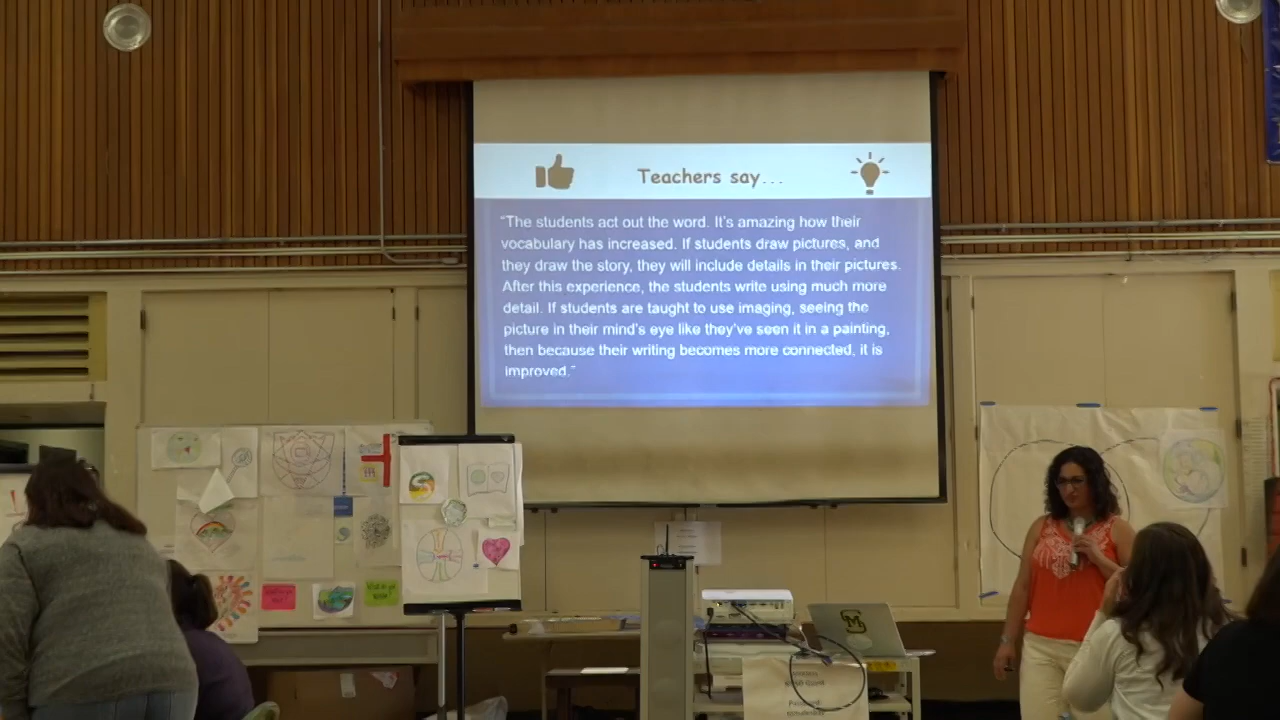 Teachers say...
“The students act out the word. It's amazing how their
vocabulary has increased. If students draw pictures, and
they draw the story, they will include details in their pictures.
After this experience, the students write using much more
detail. If students are taught to use imaging, seeing the
picture in their mind's eye like they've seen it in a painting,
then because their writing becomes more connected, it is
improved.”
M